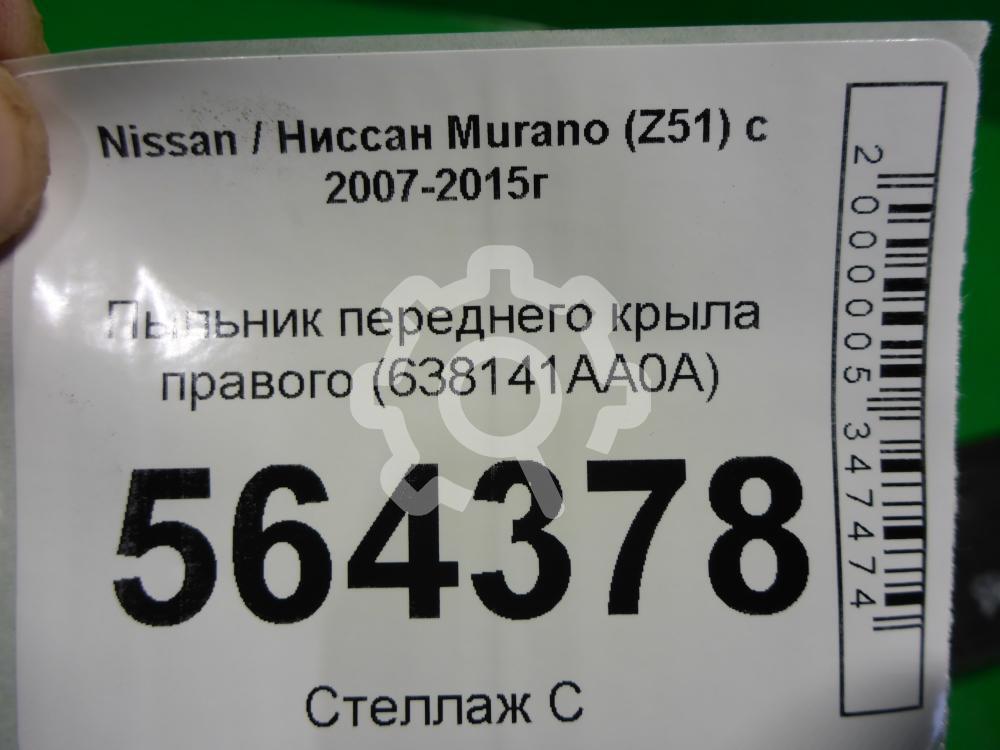 Nissan / Ниссан Murano (Z51) с
2007-2015г
Пыльник переднего крыла
правого (638141AA0A)
564378
Стеллаж С
2000005347474